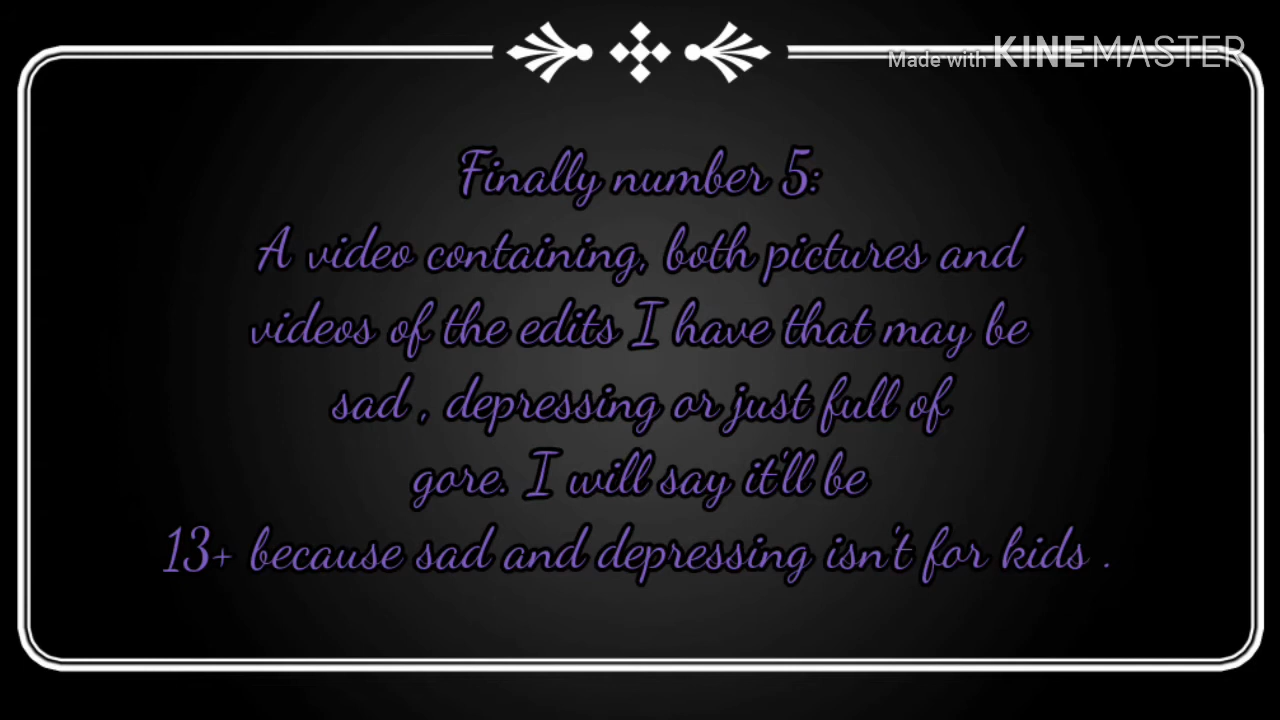 Made with KINEMASTER
Finally number 5:
A video containing, both pictures and
videos of the edits I have that may be
sad , depressing or just full of
gore. I will say it'll be
13+ because sad and depressing isn't for kids .